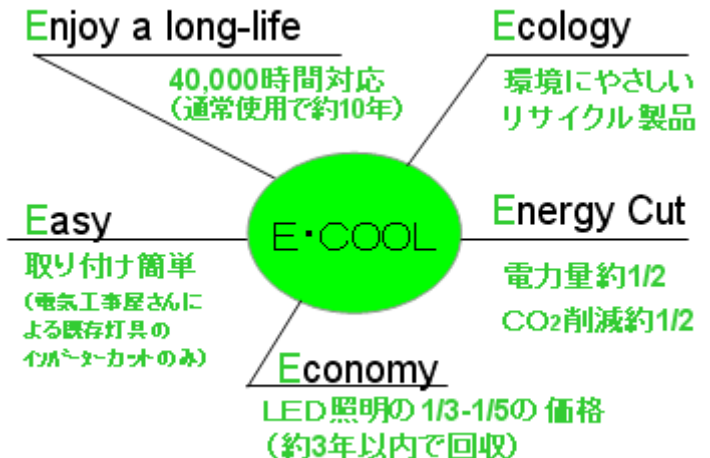 Enjoy a long-life
40,000時間対応
(通常使用で約10年)
Ecology
環境にやさしい
リサイクル製品
E・COOL
Easy
取り付け簡単
(電気工事屋さんに
よる既存灯具の
インバーターカットのみ)
Energy Cut
電力量約1/2
CO2削減約1/2
Economy
LED照明の1/3-1/5の価格
(約3年以内で回収)